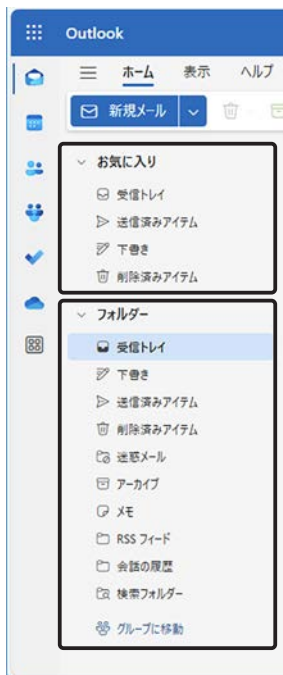 Outlook
ホーム 表示 ヘルプ
新規メール
お気に入り
受信トレイ
送信済みアイテム
下書き
削除済みアイテム
フォルダー
受信トレイ
下書き
送信済みアイテム
削除済みアイテム
迷惑メール
アーカイブ
メモ
RSS フィード
会話の履歴
検索フォルダー
グループに移動